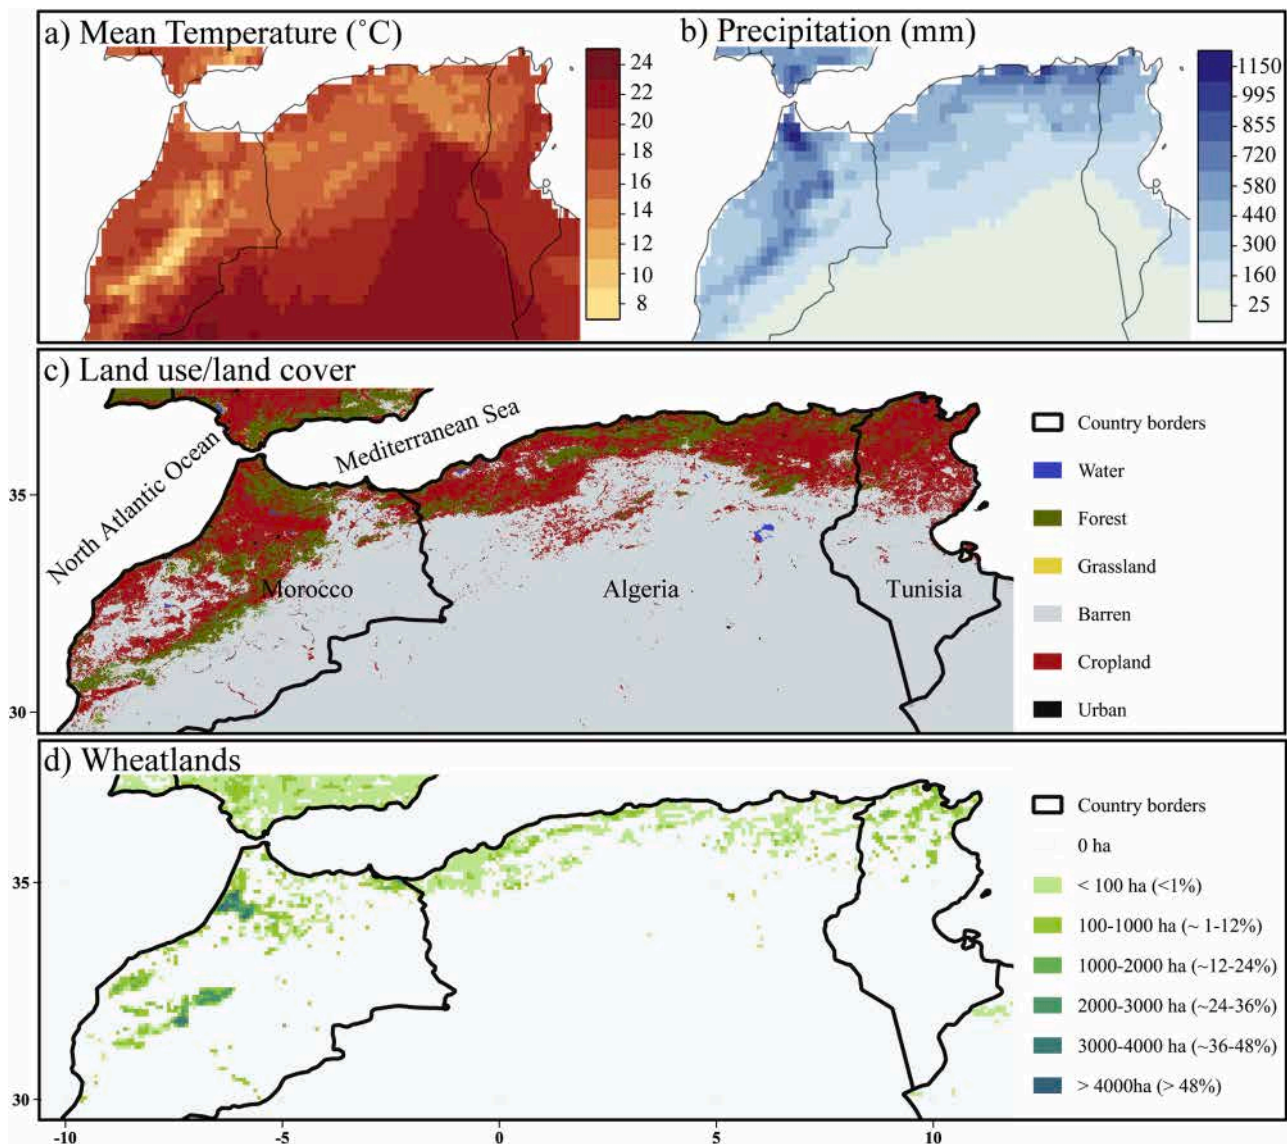 a) Mean Temperature (˚C)
24
22
20
18
16
14
12
10
8
b) Precipitation (mm)
1150
995
855
720
580
440
300
160
25
c) Land use/land cover
North Atlantic Ocean
Mediterranean Sea
Morocco
Algeria
Tunisia
35
30
Country borders
Water
Forest
Grassland
Barren
Cropland
Urban
d) Wheatlands
35
30
-10
-5
0
5
10
Country borders
0 ha
< 100 ha (<1%)
100-1000 ha (~ 1-12%)
1000-2000 ha (~12-24%)
2000-3000 ha (~24-36%)
3000-4000 ha (~36-48%)
> 4000ha (> 48%)